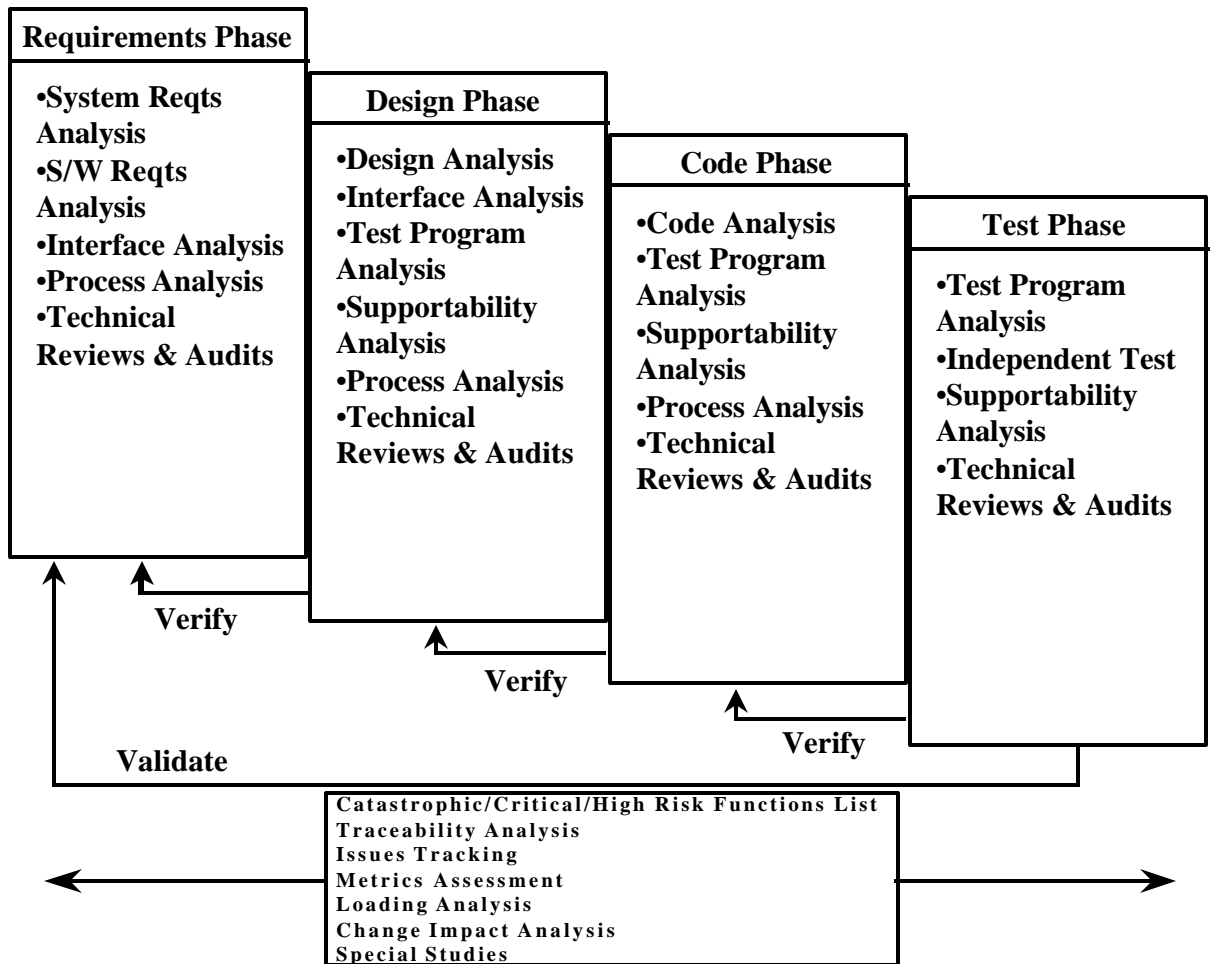 Requirements Phase
•System Reqts
Analysis
•S/W Reqts
Analysis
•Interface Analysis
•Process Analysis
•Technical
Reviews & Audits
Design Phase
•Design Analysis
•Interface Analysis
•Test Program
Analysis
•Supportability
Analysis
•Process Analysis
•Technical
Reviews & Audits
Code Phase
•Code Analysis
•Test Program
Analysis
•Supportability
Analysis
•Process Analysis
•Technical
Reviews & Audits
Test Phase
•Test Program
Analysis
•Independent Test
•Supportability
Analysis
•Technical
Reviews & Audits
Verify
Verify
Verify
Validate
Catastrophic/Critical/High Risk Functions List
Traceability Analysis
Issues Tracking
Metrics Assessment
Loading Analysis
Change Impact Analysis
Special Studies